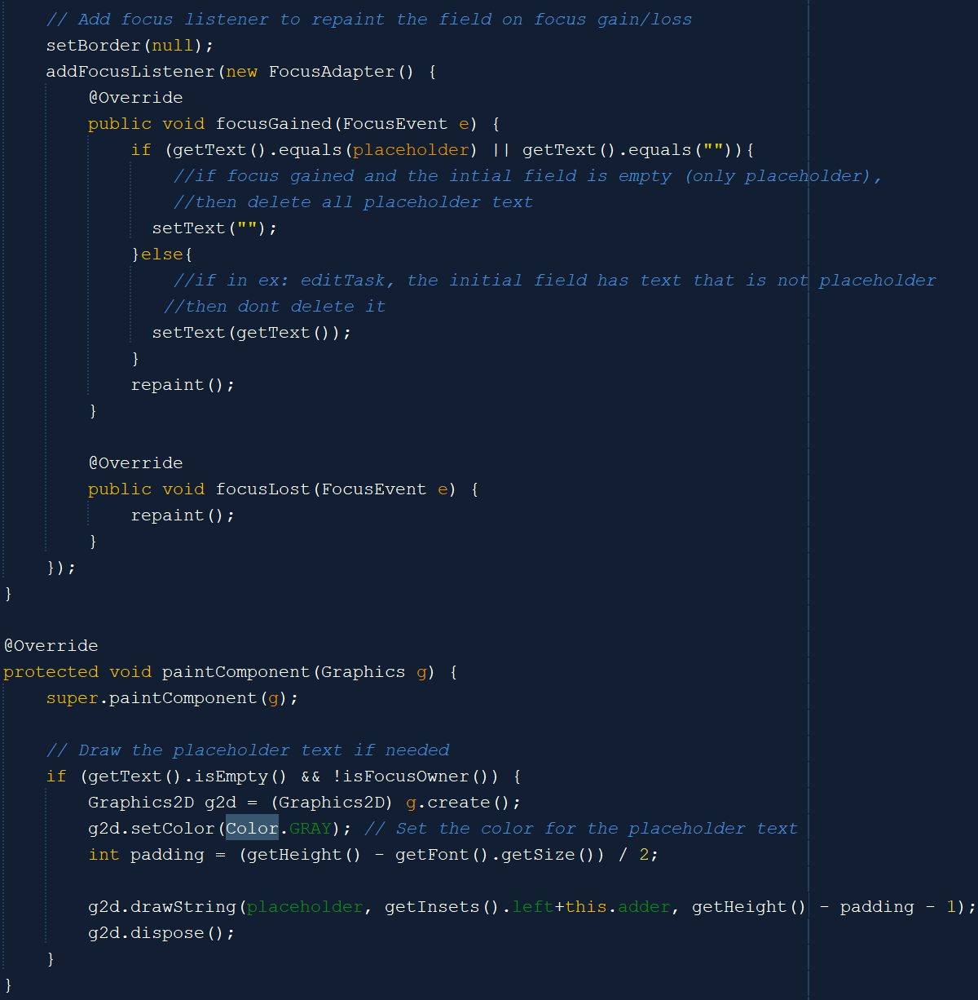 // Add focus listener to repaint the field on focus gain/loss
setBorder(null);
addFocusListener(new FocusAdapter() {
@Override
public void focusGained(FocusEvent e) {
if (getText().equals(placeholder) || getText().equals("")){
//if focus gained and the intial field is empty (only placeholder),
//then delete all placeholder text
setText("");
}else{
//if in ex: editTask, the initial field has text that is not placeholder
//then dont delete it
setText(getText());
}
repaint();
}
@Override
public void focusLost(FocusEvent e) {
repaint();
}
});
}
@Override
protected void paintComponent(Graphics g) {
super.paintComponent(g);
// Draw the placeholder text if needed
if (getText().isEmpty() && !isFocusOwner()) {
Graphics2D g2d = (Graphics2D) g.create();
g2d.setColor(Color.GRAY); // Set the color for the placeholder text
int padding = (getHeight() - getFont().getSize()) / 2;
g2d.drawString(placeholder, getInsets().left+this.adder, getHeight() - padding - 1);
g2d.dispose();
}
}